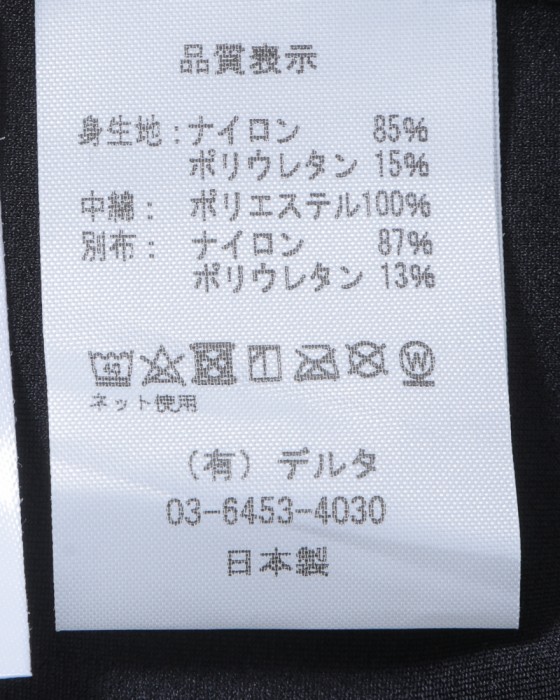 品質表示
身生地：ナイロン 85%
ポリウレタン 15%
中綿： ポリエステル100%
別布： ナイロン 87%
ポリウレタン 13%
40 W
ネット使用
（有）デルタ
03-6453-4030
日本製